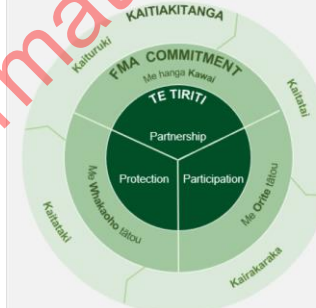 KAITIAKITANGA
Kaituruki
Kaitatai
FMA COMMITMENT
Me hanga Kawai
TE TIRITI
Partnership
Protection
Participation
Me Whakaoho tātou
Me Orite tātou
Kaitataki
Kairakaraka